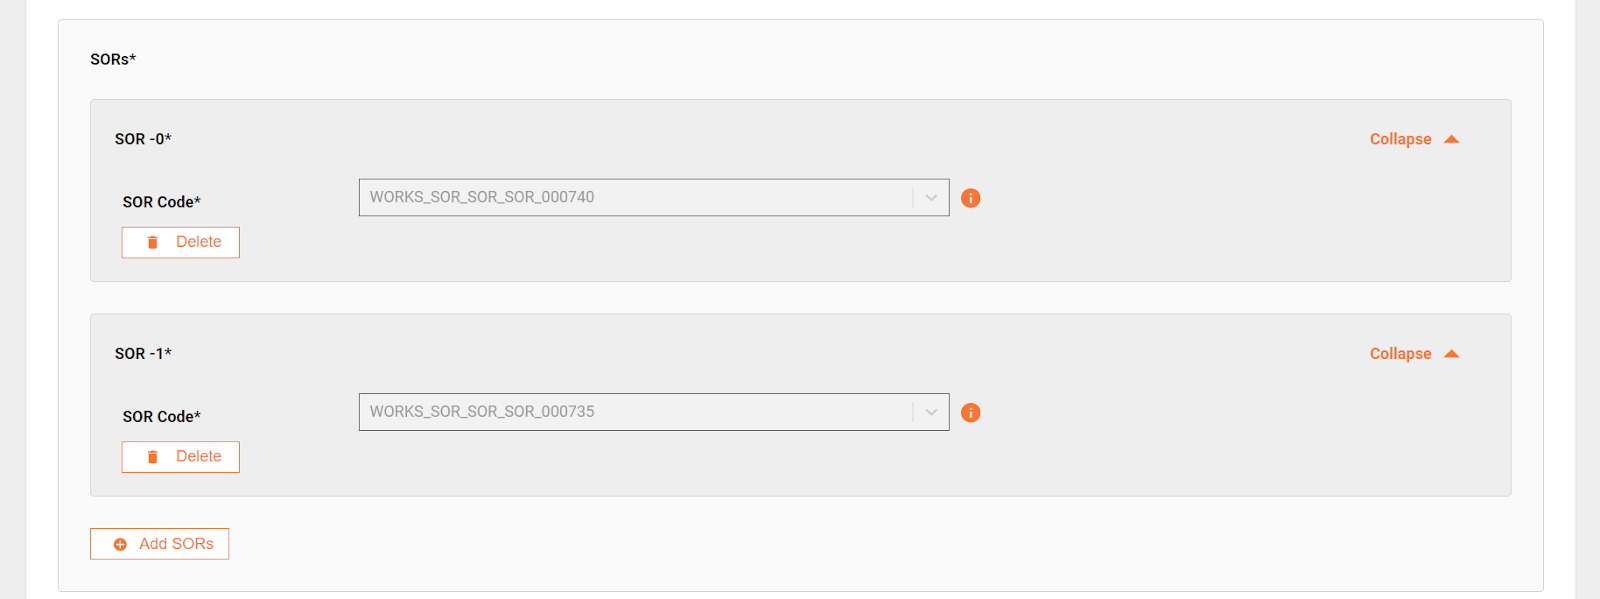 SORs*
SOR -0*
Collapse
SOR Code*
WORKS_SOR_SOR_SOR_000740
Delete
SOR -1*
Collapse
SOR Code*
WORKS_SOR_SOR_SOR_000735
Delete
Add SORs